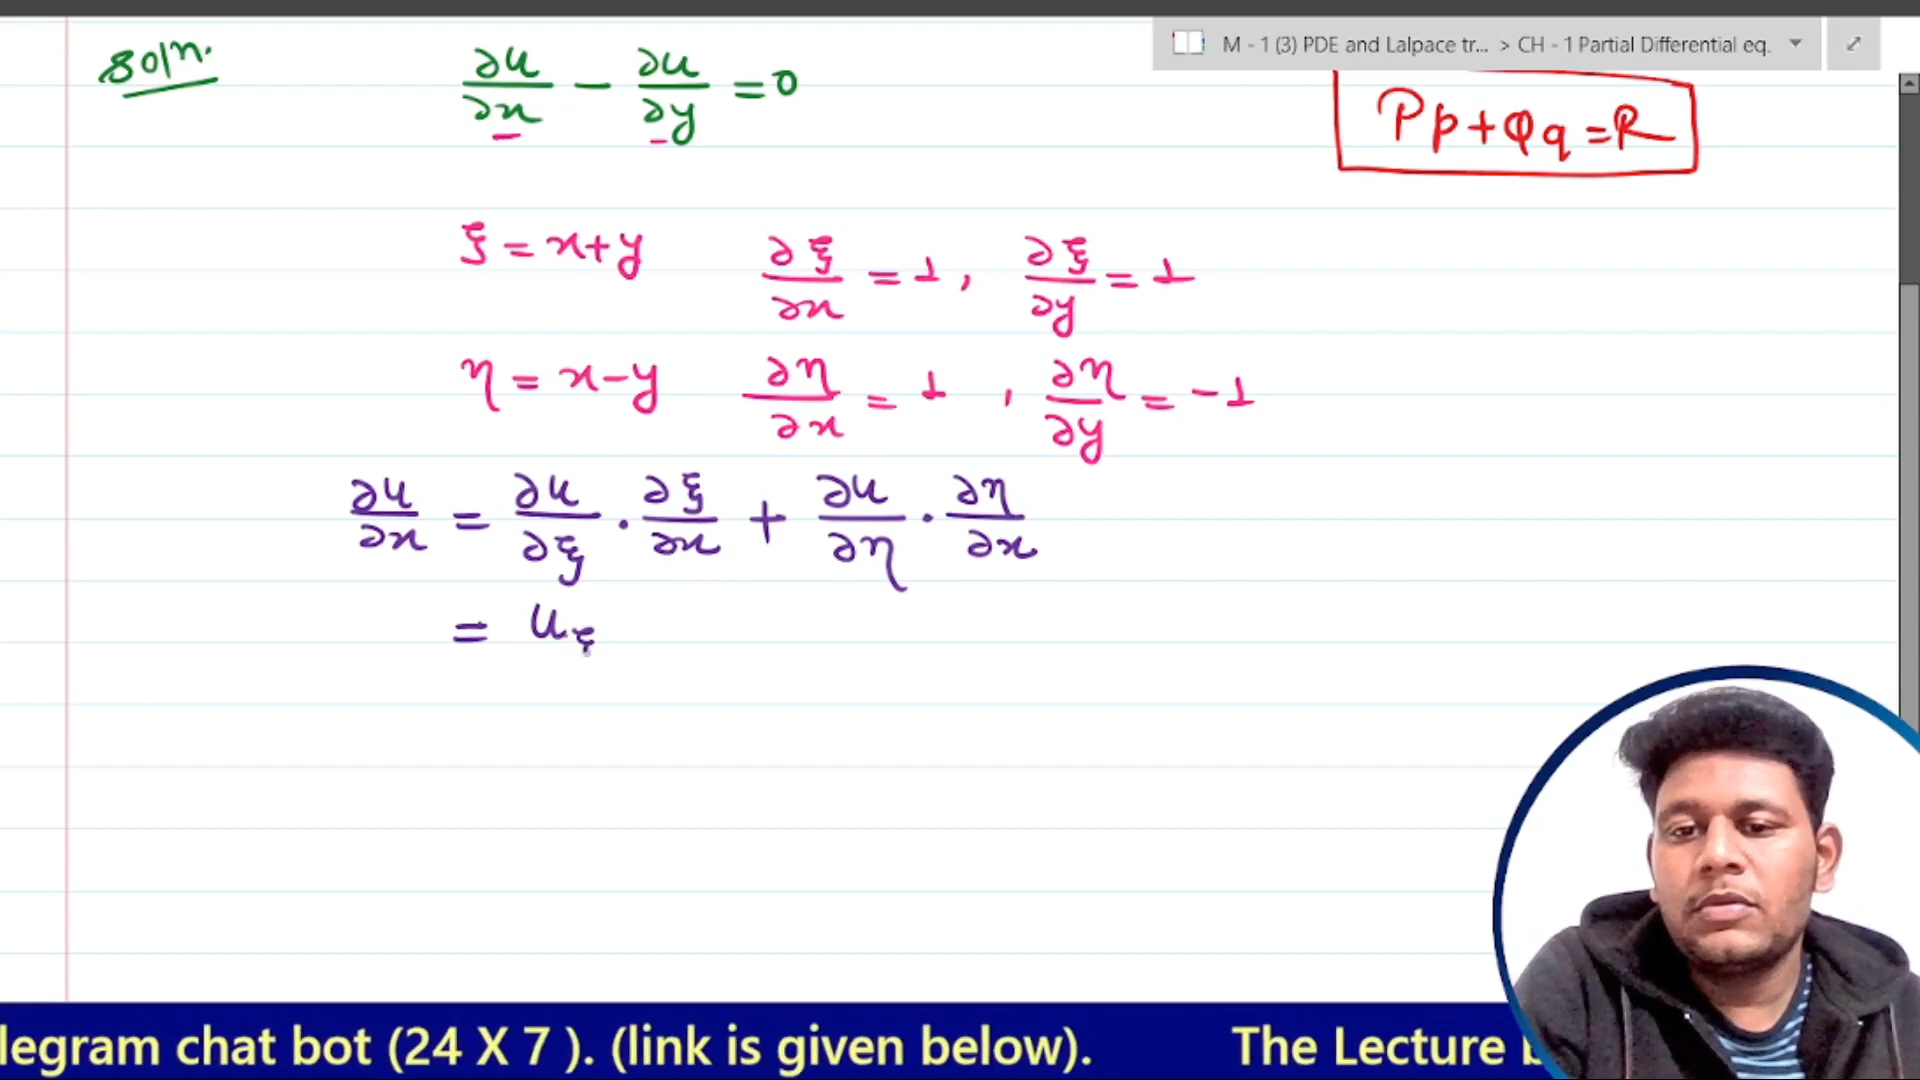 M - 1 (3) PDE and Lalpace tr... > CH - 1 Partial Differential eq.
Soln.
∂u/∂x − ∂u/∂y = 0
Pp + Qq = R
ξ = x+y    ∂ξ/∂x = 1 , ∂ξ/∂y = 1
η = x−y    ∂η/∂x = 1 , ∂η/∂y = −1
∂u/∂x = ∂u/∂ξ · ∂ξ/∂x + ∂u/∂η · ∂η/∂x
= u_ξ
legram chat bot (24 X 7 ). (link is given below). The Lecture